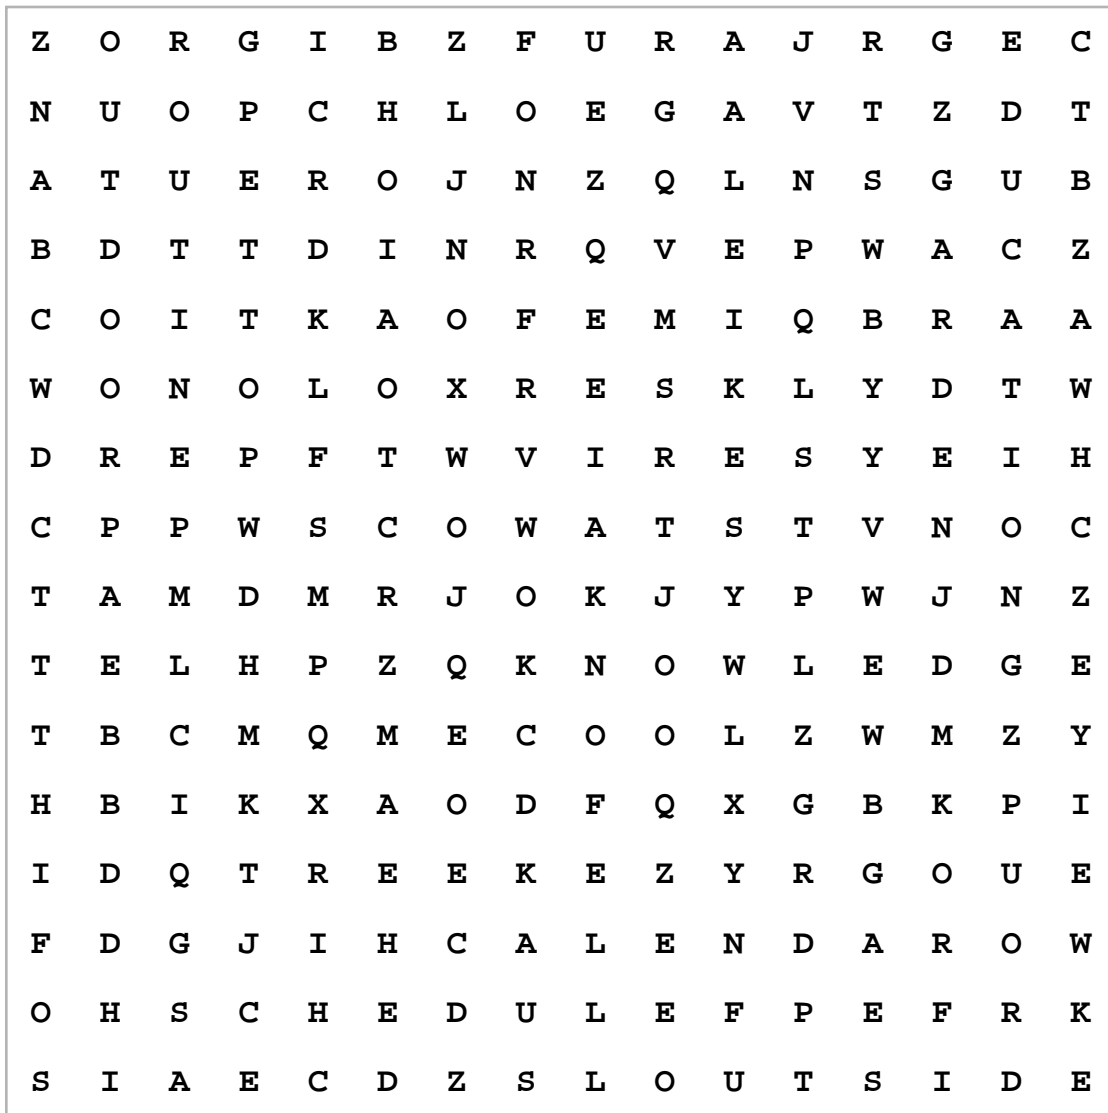 Z O R G I B Z F U R A J R G E C
N U O P C H L O E G A V T Z D T
A T U E R O J N Z Q L N S G U B
B D T T D I N R Q V E P W A C Z
C O I T K A O F E M I Q B R A A
W O N O L O X R E S K L Y D T W
D R E P F T W V I R E S Y E I H
C P P W S C O W A T S T V N O C
T A M D M R J O K J Y P W J N Z
T E L H P Z Q K N O W L E D G E
T B C M Q M E C O O L Z W M Z Y
H B I K X A O D F Q X G B K P I
I D Q T R E E K E Z Y R G O U E
F D G J I H C A L E N D A R O W
O H S C H E D U L E F P E F R K
S I A E C D Z S L O U T S I D E